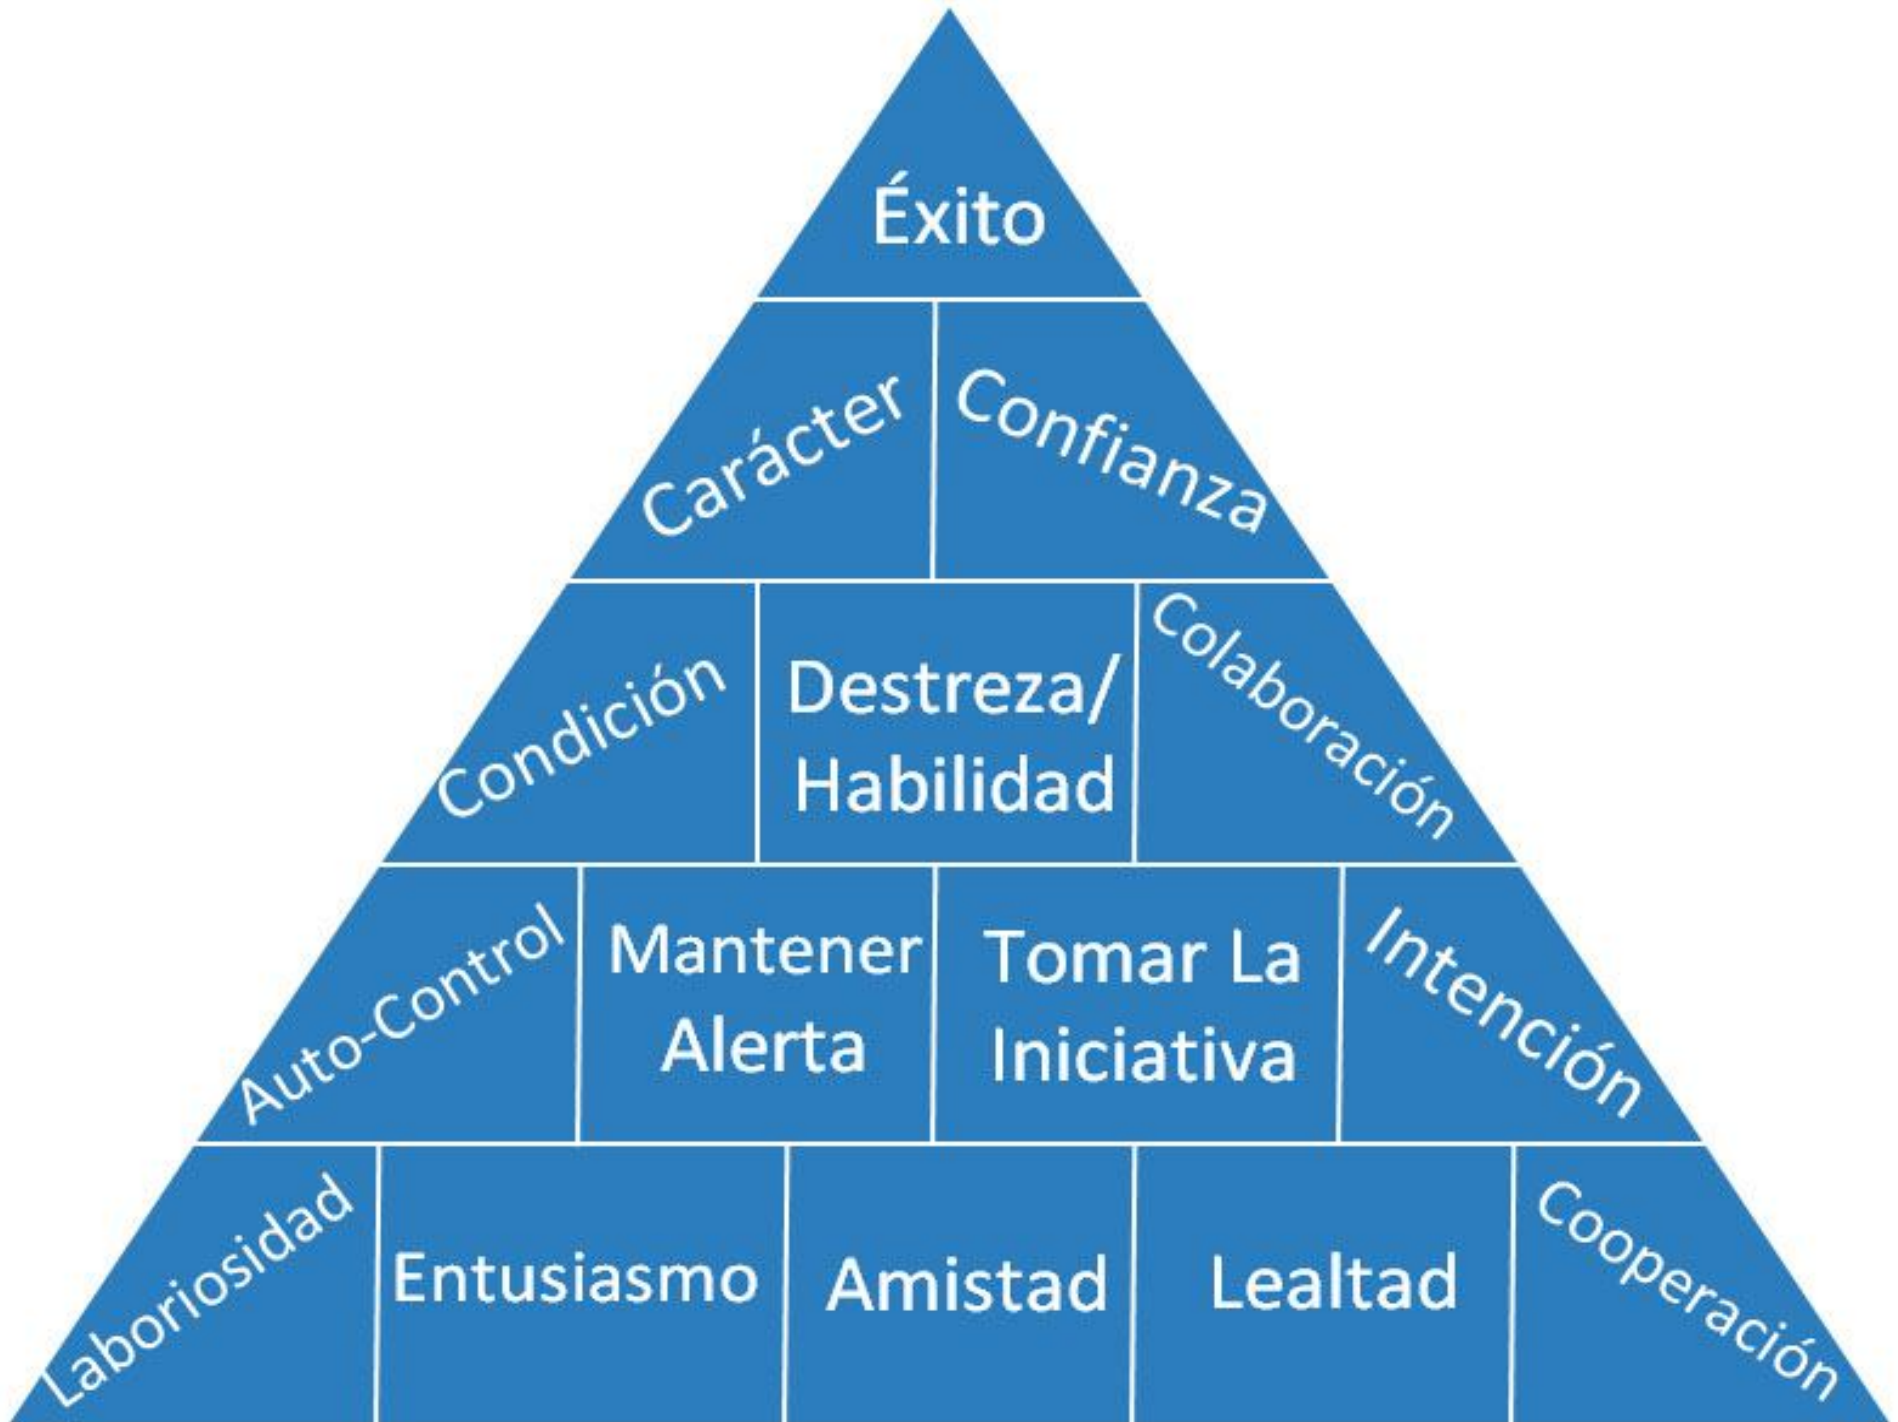 Éxito
Carácter
Confianza
Condición
Destreza/
Habilidad
Colaboración
Auto-Control
Mantener
Alerta
Tomar La
Iniciativa
Intención
Laboriosidad
Entusiasmo
Amistad
Lealtad
Cooperación